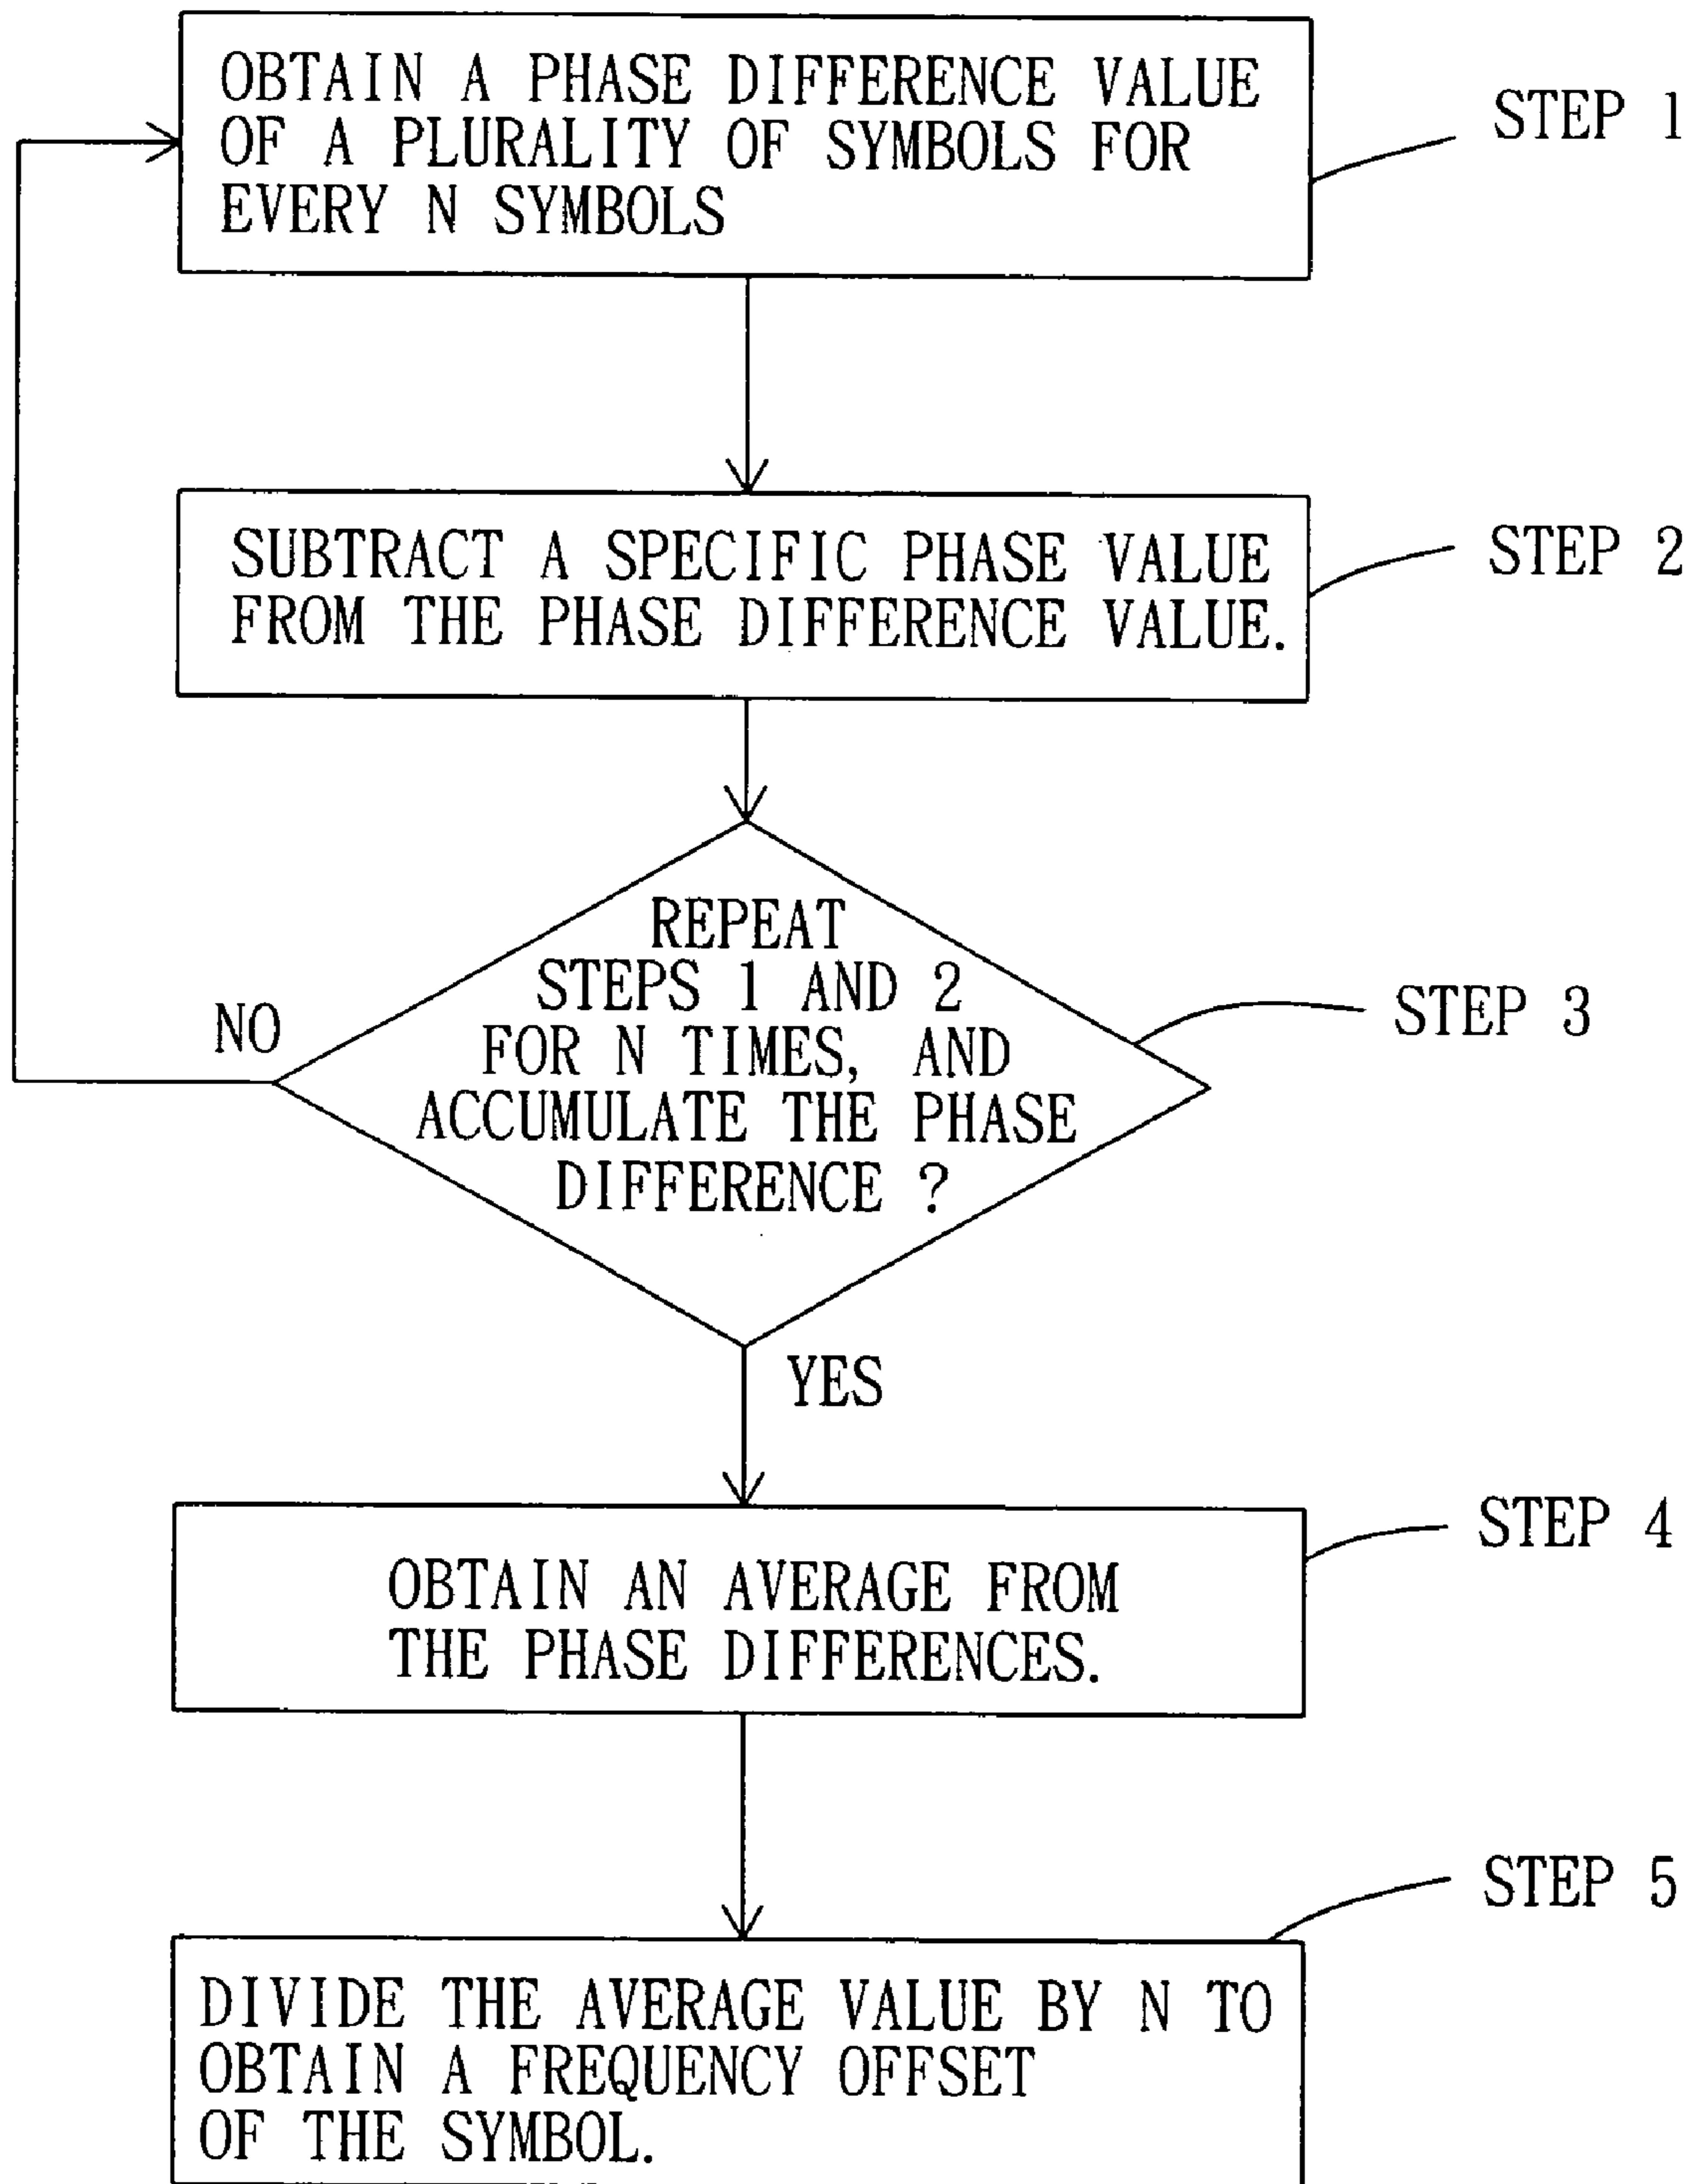 OBTAIN A PHASE DIFFERENCE VALUE
OF A PLURALITY OF SYMBOLS FOR
EVERY N SYMBOLS
STEP 1
SUBTRACT A SPECIFIC PHASE VALUE
FROM THE PHASE DIFFERENCE VALUE.
STEP 2
REPEAT
STEPS 1 AND 2
FOR N TIMES, AND
ACCUMULATE THE PHASE
DIFFERENCE ?
STEP 3
NO
YES
OBTAIN AN AVERAGE FROM
THE PHASE DIFFERENCES.
STEP 4
DIVIDE THE AVERAGE VALUE BY N TO
OBTAIN A FREQUENCY OFFSET
OF THE SYMBOL.
STEP 5